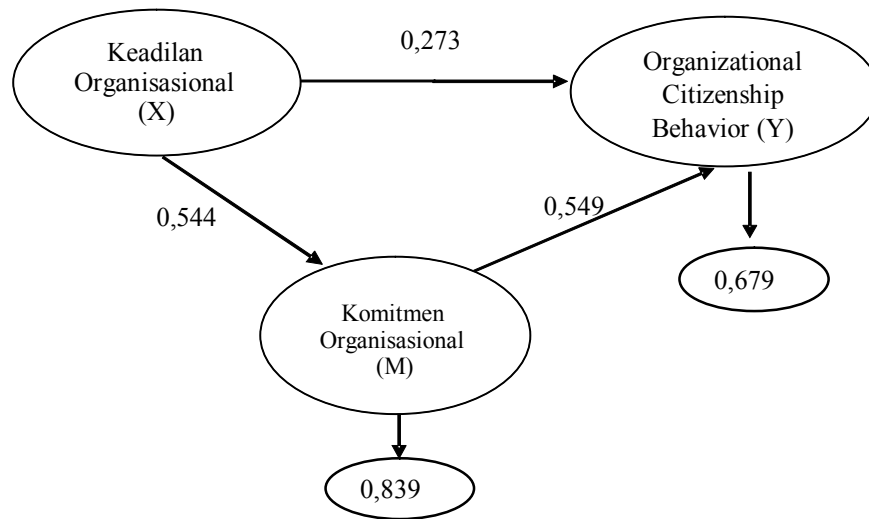 Keadilan
Organisasional
(X)
0,273
Organizational
Citizenship
Behavior (Y)
0,544
0,549
0,679
Komitmen
Organisasional
(M)
0,839